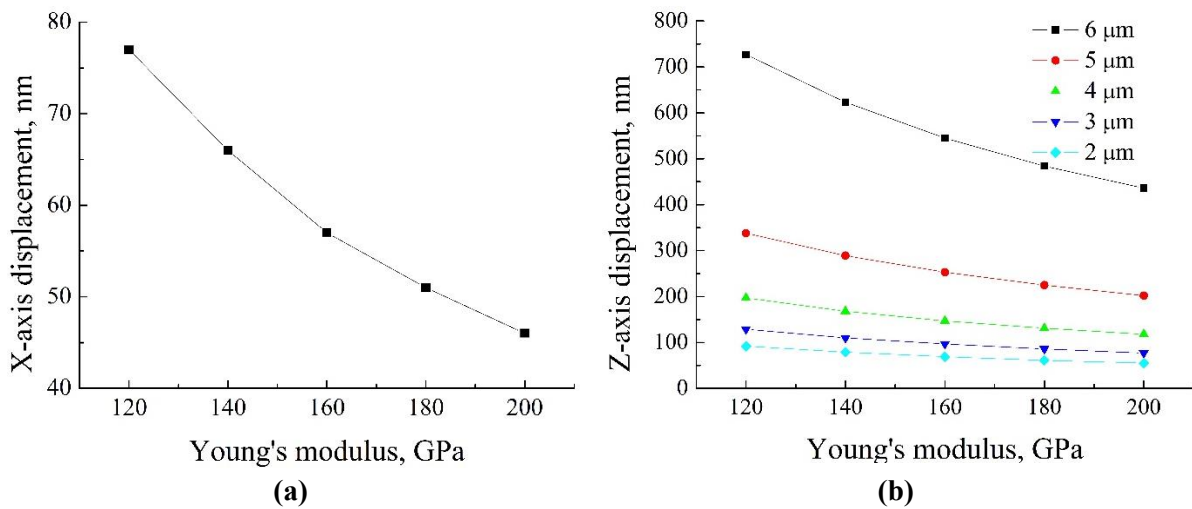 80
70
60
50
40
X-axis displacement, nm
120 140 160 180 200
Young's modulus, GPa
(a)
800
700
600
500
400
300
200
100
0
Z-axis displacement, nm
6 μm
5 μm
4 μm
3 μm
2 μm
120 140 160 180 200
Young's modulus, GPa
(b)